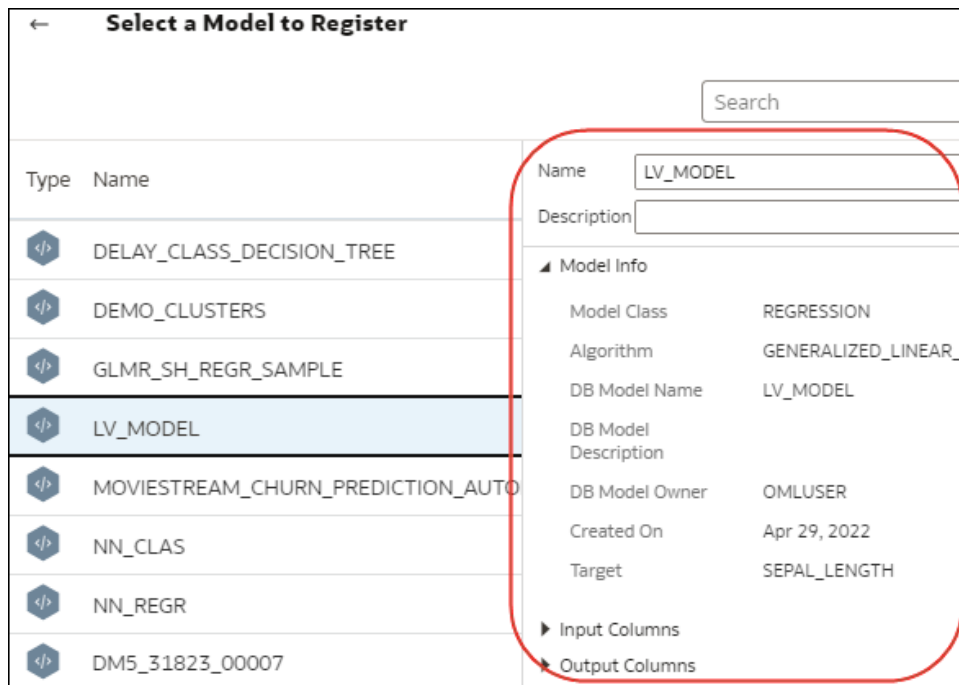 Select a Model to Register
Search
Type Name
DELAY_CLASS_DECISION_TREE
DEMO_CLUSTERS
GLMR_SH_REGR_SAMPLE
LV_MODEL
MOVIESTREAM_CHURN_PREDICTION_AUTO
NN_CLAS
NN_REGR
DM5_31823_00007
Name LV_MODEL
Description
Model Info
Model Class REGRESSION
Algorithm GENERALIZED_LINEAR_
DB Model Name LV_MODEL
DB Model
Description
DB Model Owner OMLUSER
Created On Apr 29, 2022
Target SEPAL_LENGTH
Input Columns
Output Columns